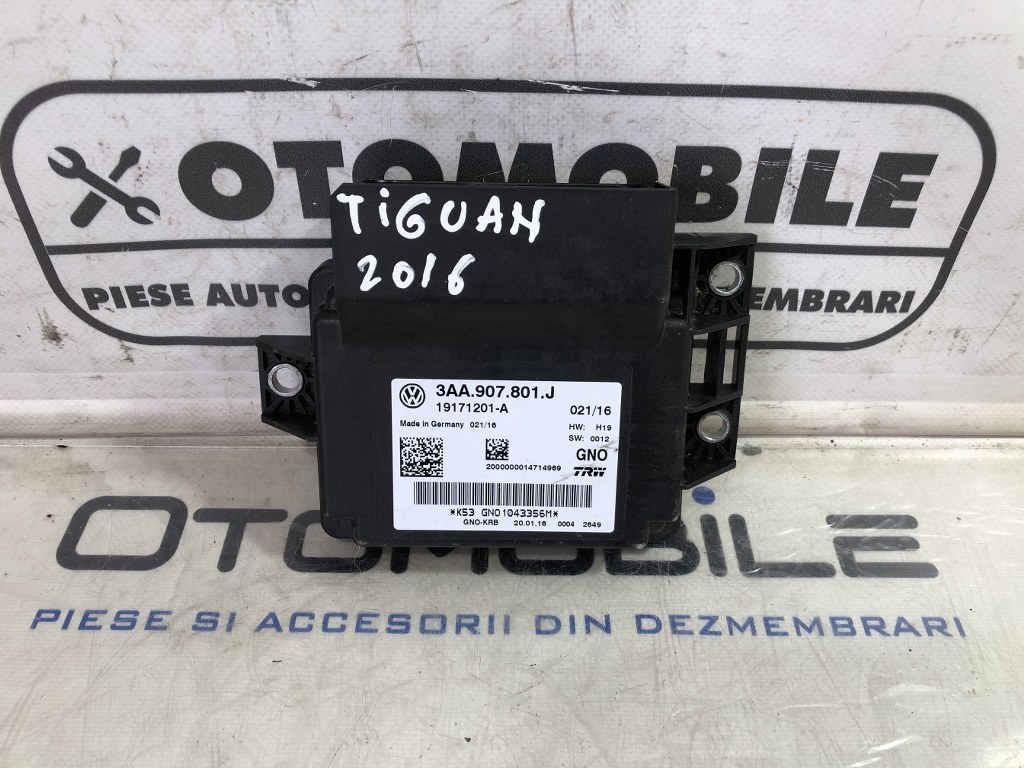 OTOMOBILE
TiGUAN
2016
PIESE AUTO EMBRARI
3AA.907.801.J
19171201-A
021/16
Made in Germany 021/16
HW: H19
SW: 0012
GNO
2000000014714969
TRW
*K53 GNO1043356M*
GNO-KRB 20.01.16 0004 2649
OTOMOBILE
PIESE SI ACCESORII DIN DEZMEMBRARI